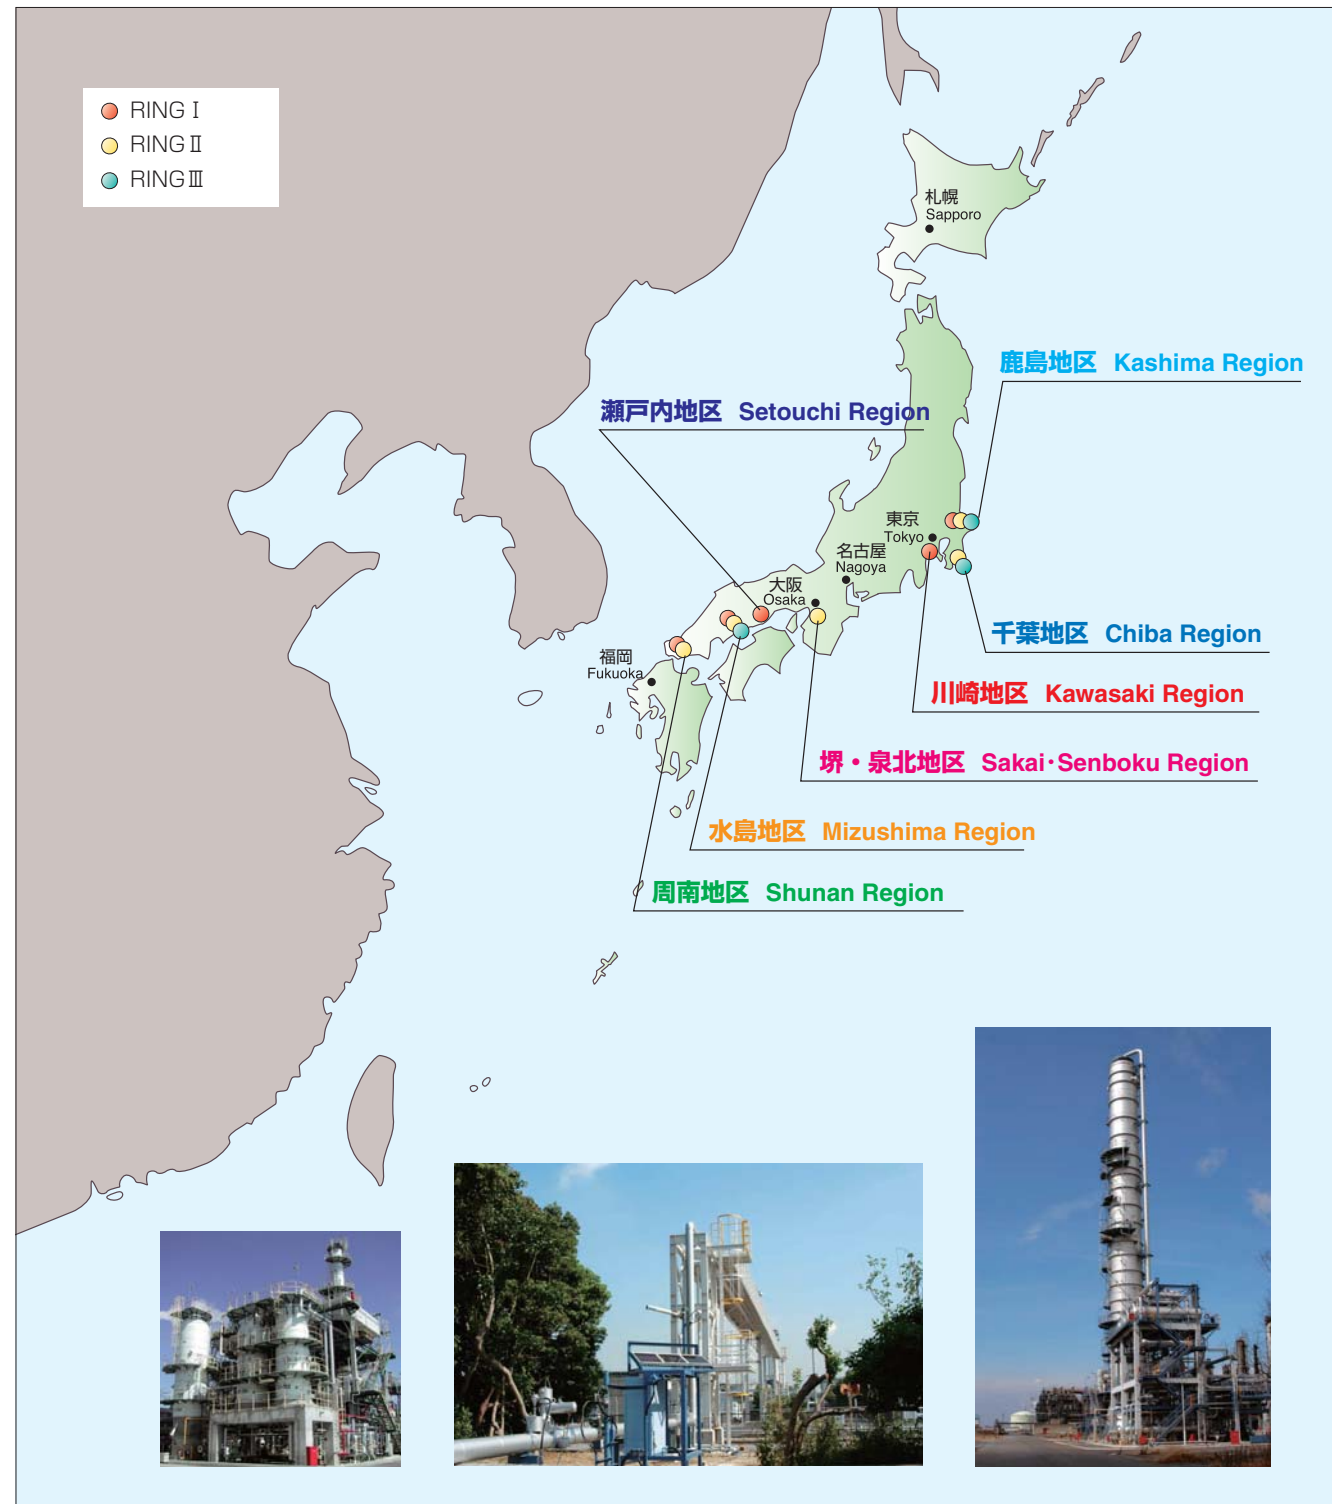 RING Ⅰ
RING Ⅱ
RING Ⅲ
札幌
Sapporo
鹿島地区 Kashima Region
瀬戸内地区 Setouchi Region
東京
Tokyo
名古屋
Nagoya
大阪
Osaka
千葉地区 Chiba Region
福岡
Fukuoka
川崎地区 Kawasaki Region
堺・泉北地区 Sakai・Senboku Region
水島地区 Mizushima Region
周南地区 Shunan Region